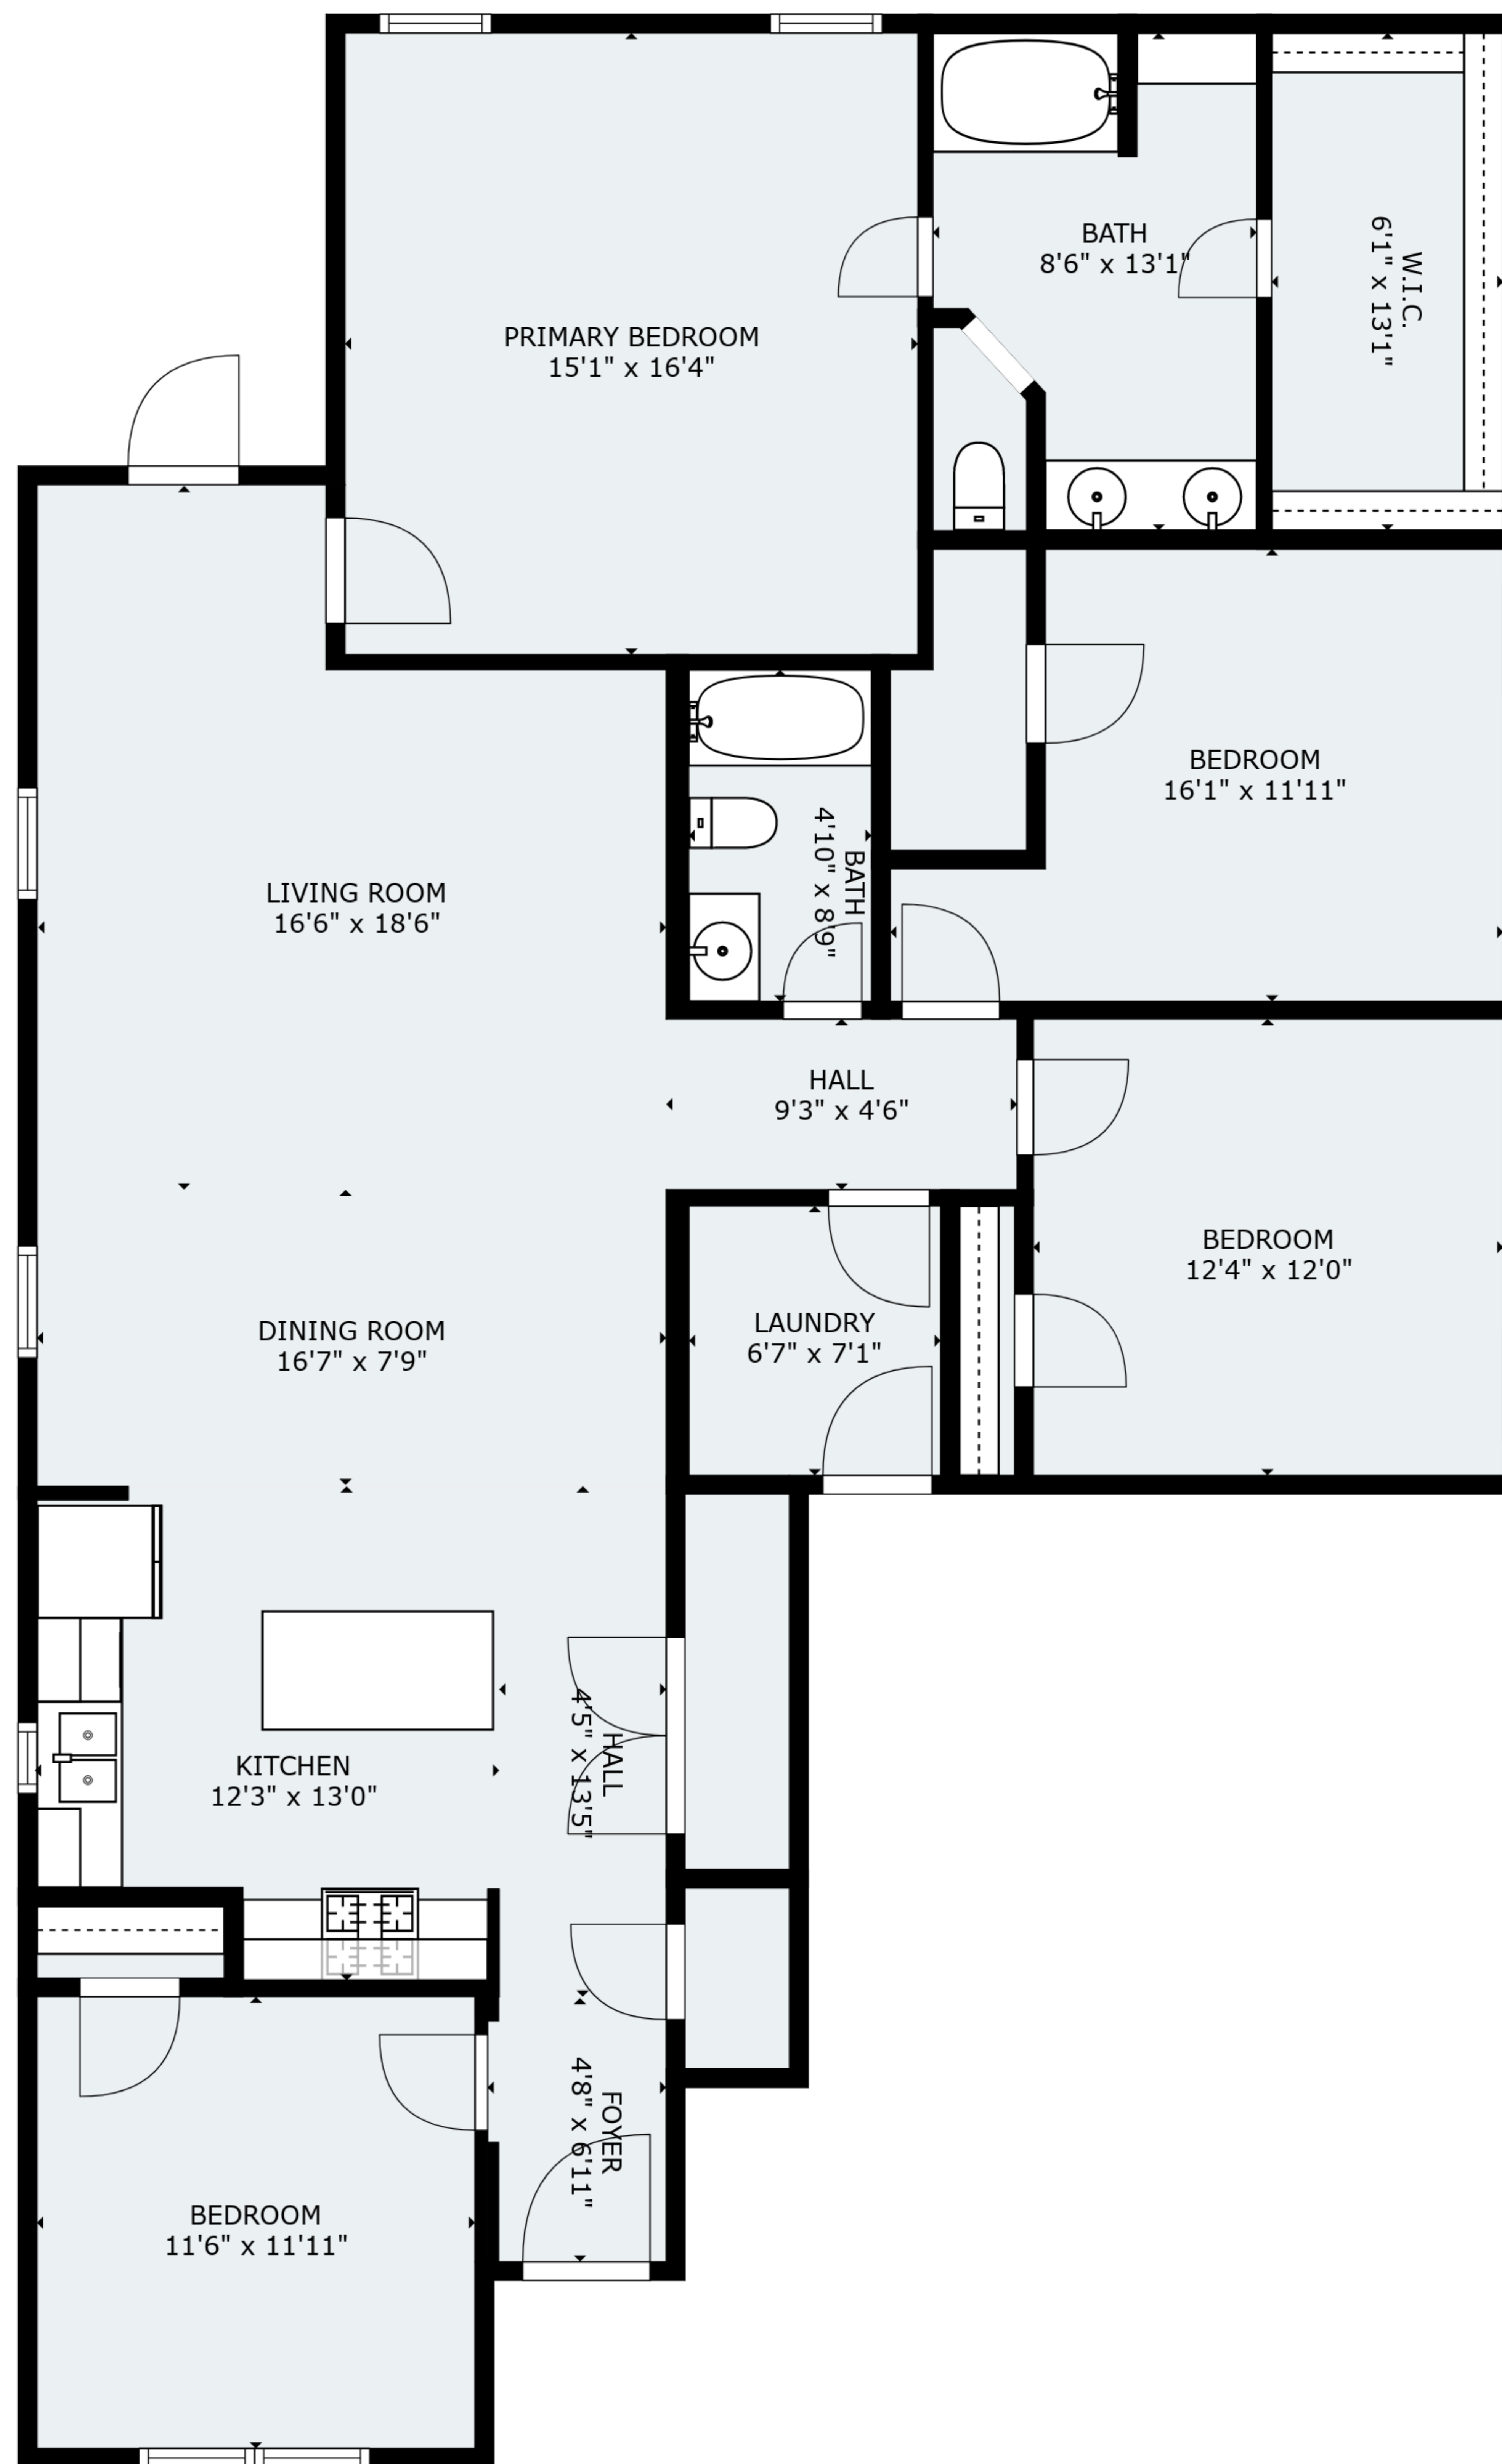 BATH
8'6" x 13'1"
W.I.C.
6'1" x 13'1"
PRIMARY BEDROOM
15'1" x 16'4"
BEDROOM
16'1" x 11'11"
BATH
4'10" x 8'9"
LIVING ROOM
16'6" x 18'6"
HALL
9'3" x 4'6"
BEDROOM
12'4" x 12'0"
DINING ROOM
16'7" x 7'9"
LAUNDRY
6'7" x 7'1"
HALL
4'5" x 13'5"
KITCHEN
12'3" x 13'0"
FOYER
4'8" x 6'11"
BEDROOM
11'6" x 11'11"